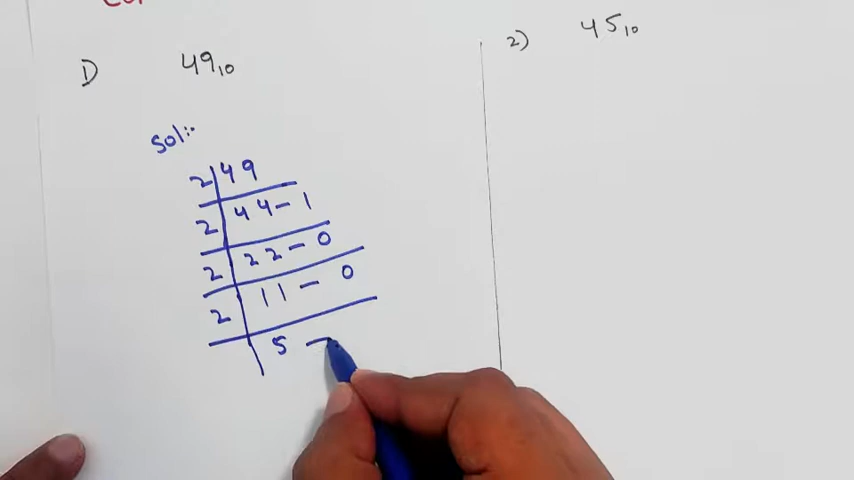 1) 49₁₀
Sol:-
2 | 49
2 | 44 - 1
2 | 22 - 0
2 | 11 - 0
5 -
2) 45₁₀